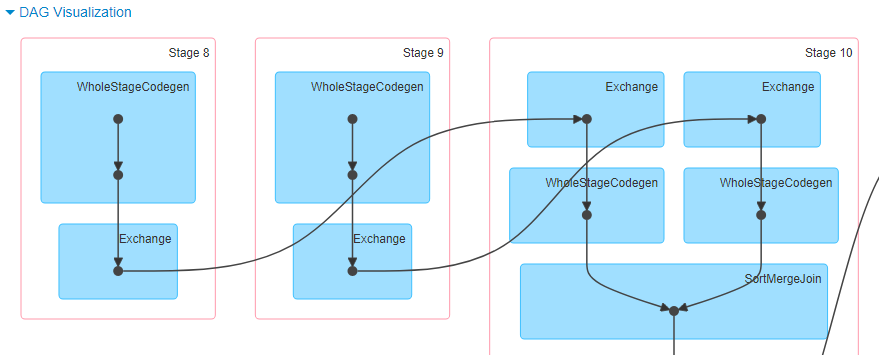 DAG Visualization
Stage 8
WholeStageCodegen
Exchange
Stage 9
WholeStageCodegen
Exchange
Stage 10
Exchange
Exchange
WholeStageCodegen
WholeStageCodegen
SortMergeJoin